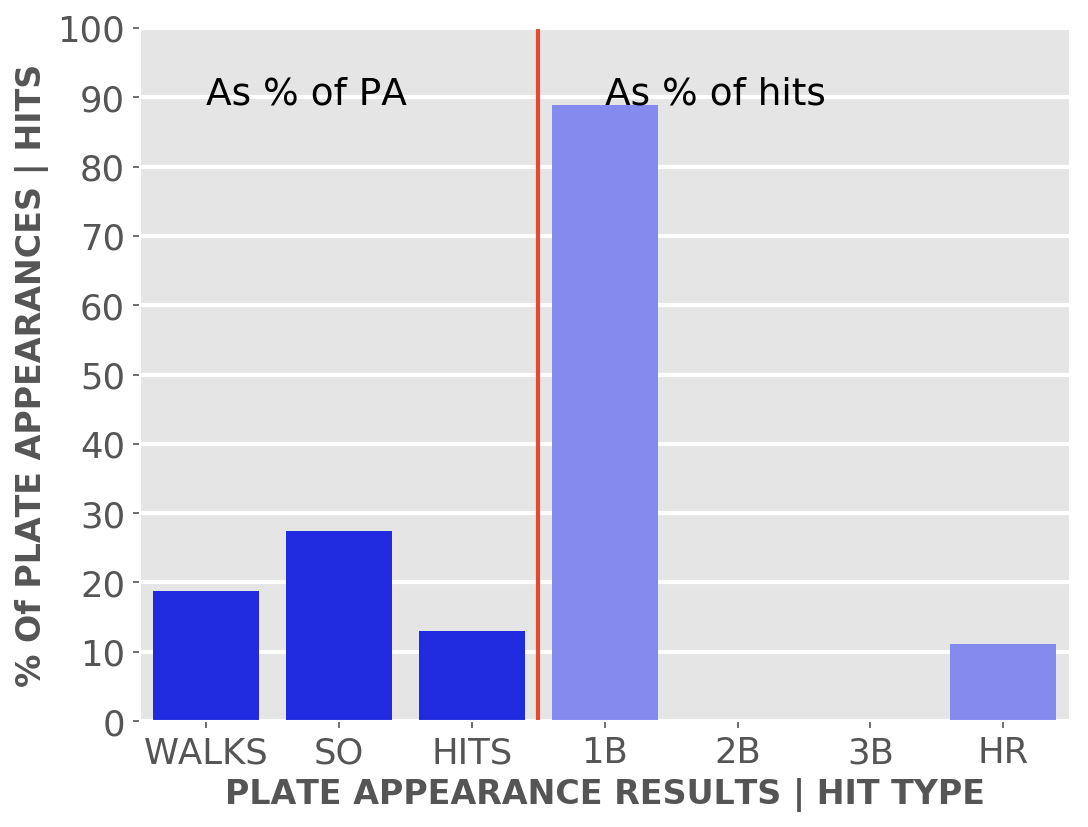 % Of PLATE APPEARANCES | HITS
100
90
80
70
60
50
40
30
20
10
0
As % of PA
As % of hits
WALKS SO HITS 1B 2B 3B HR
PLATE APPEARANCE RESULTS | HIT TYPE